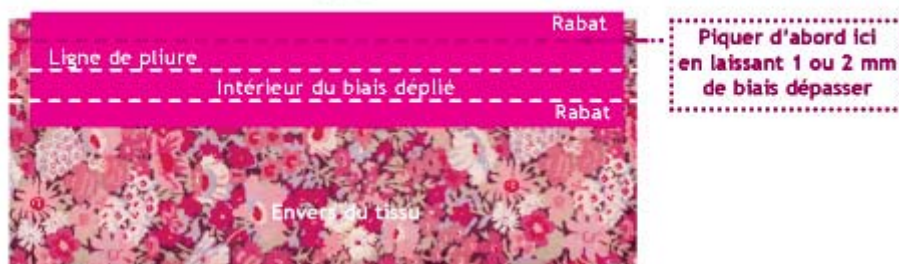 Rabat
Piquer d'abord ici
en laissant 1 ou 2 mm
de biais dépasser
Ligne de pliure
Intérieur du biais déplié
Rabat
Envers du tissu